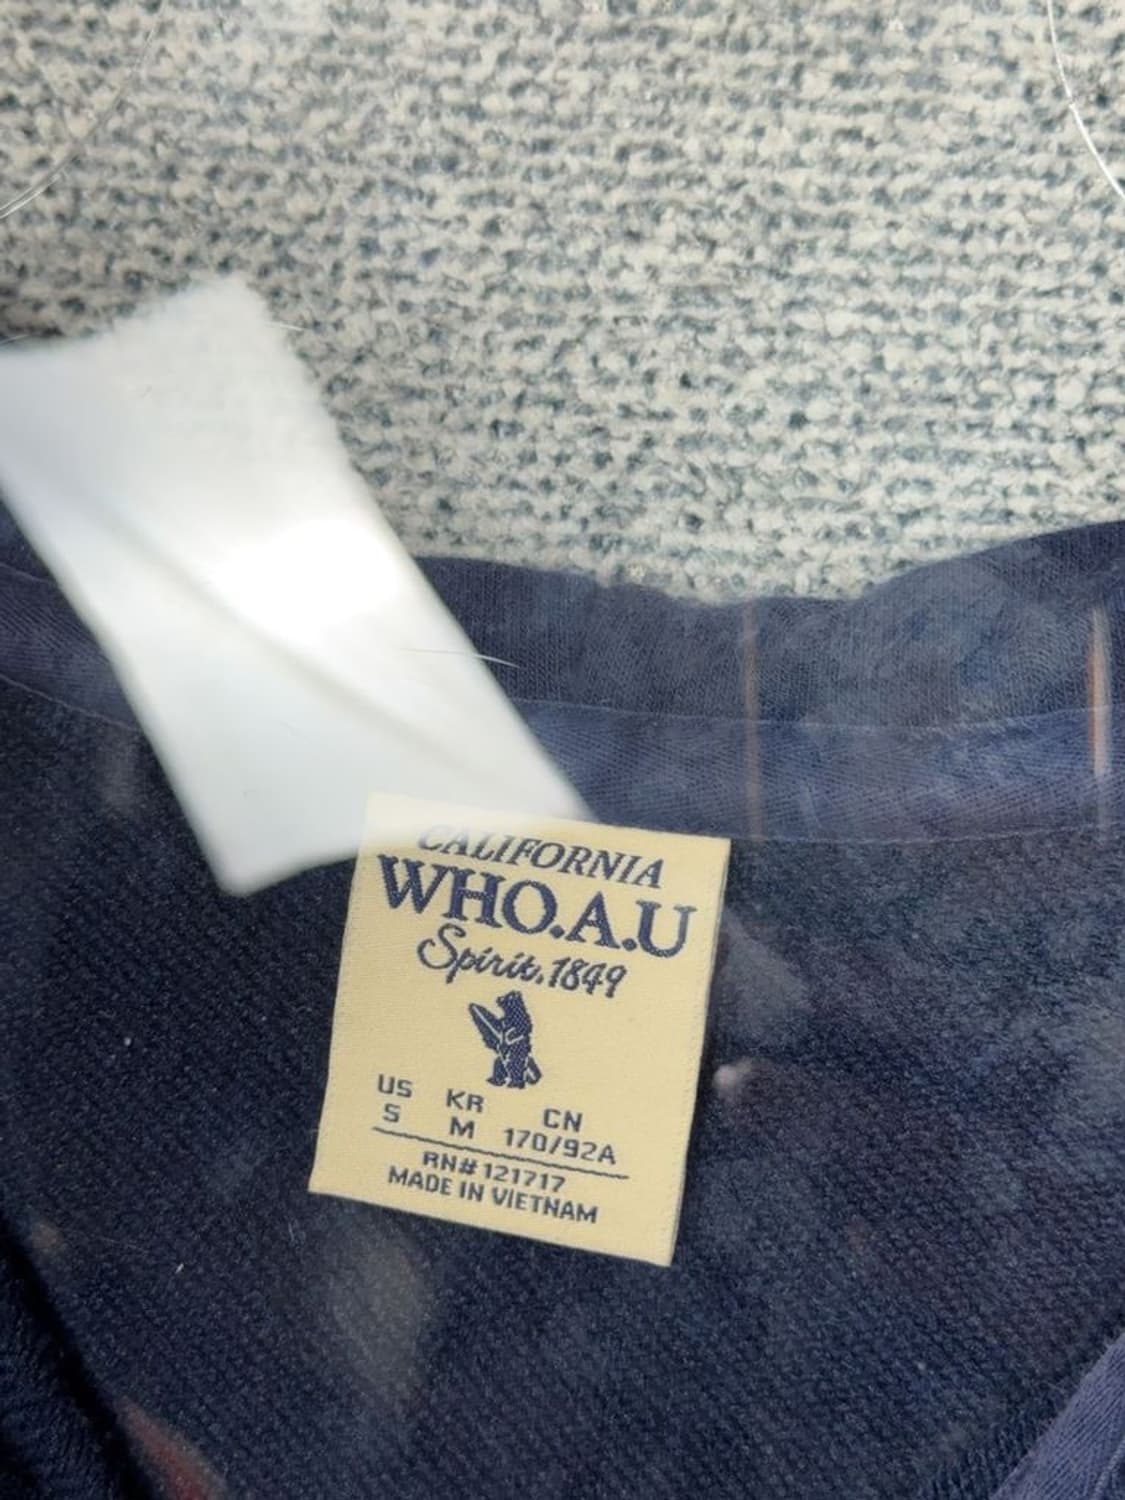 CALIFORNIA
WHO.A.U
Spirit.1849
US KR CN
S M 170/92A
RN#121717
MADE IN VIETNAM